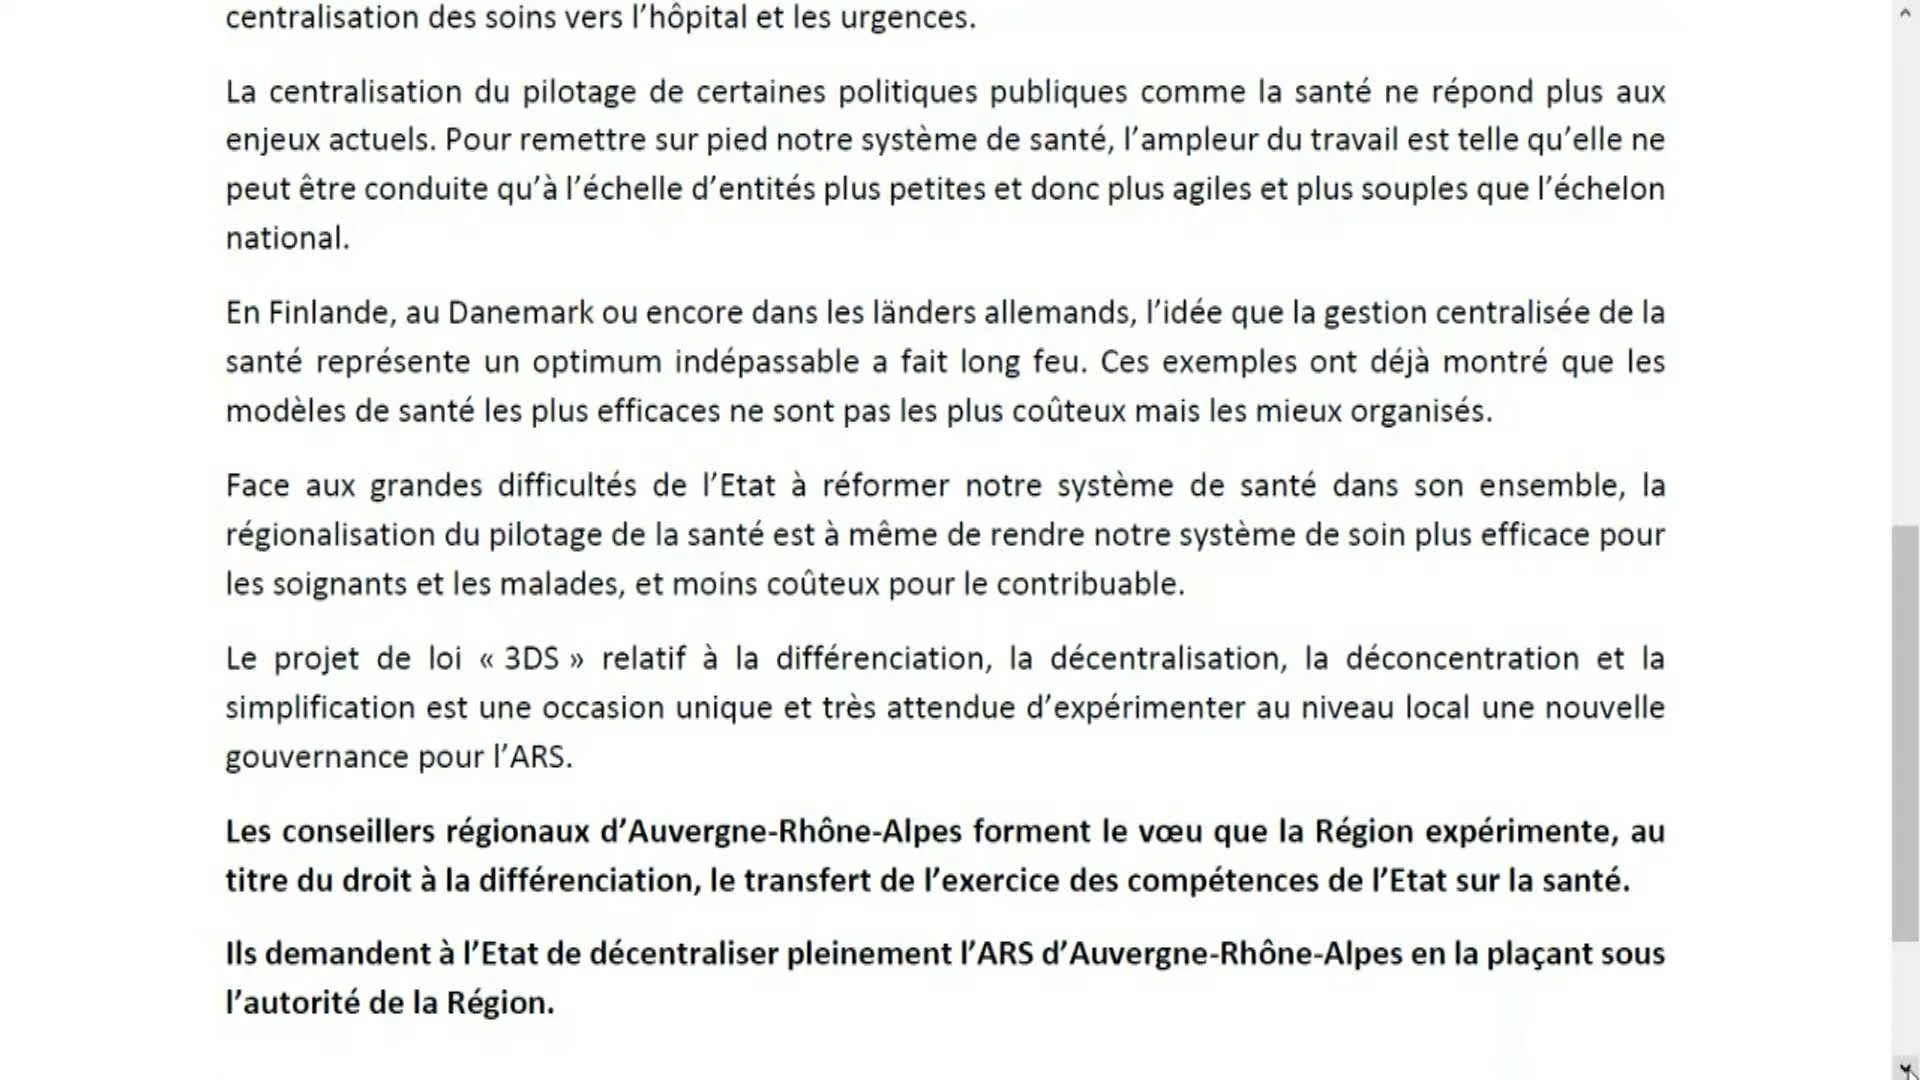 centralisation des soins vers l’hôpital et les urgences.
La centralisation du pilotage de certaines politiques publiques comme la santé ne répond plus aux
enjeux actuels. Pour remettre sur pied notre système de santé, l’ampleur du travail est telle qu’elle ne
peut être conduite qu’à l’échelle d’entités plus petites et donc plus agiles et plus souples que l’échelon
national.
En Finlande, au Danemark ou encore dans les länders allemands, l’idée que la gestion centralisée de la
santé représente un optimum indépassable a fait long feu. Ces exemples ont déjà montré que les
modèles de santé les plus efficaces ne sont pas les plus coûteux mais les mieux organisés.
Face aux grandes difficultés de l’Etat à réformer notre système de santé dans son ensemble, la
régionalisation du pilotage de la santé est à même de rendre notre système de soin plus efficace pour
les soignants et les malades, et moins coûteux pour le contribuable.
Le projet de loi « 3DS » relatif à la différenciation, la décentralisation, la déconcentration et la
simplification est une occasion unique et très attendue d’expérimenter au niveau local une nouvelle
gouvernance pour l’ARS.
Les conseillers régionaux d’Auvergne-Rhône-Alpes forment le vœu que la Région expérimente, au
titre du droit à la différenciation, le transfert de l’exercice des compétences de l’Etat sur la santé.
Ils demandent à l’Etat de décentraliser pleinement l’ARS d’Auvergne-Rhône-Alpes en la plaçant sous
l’autorité de la Région.